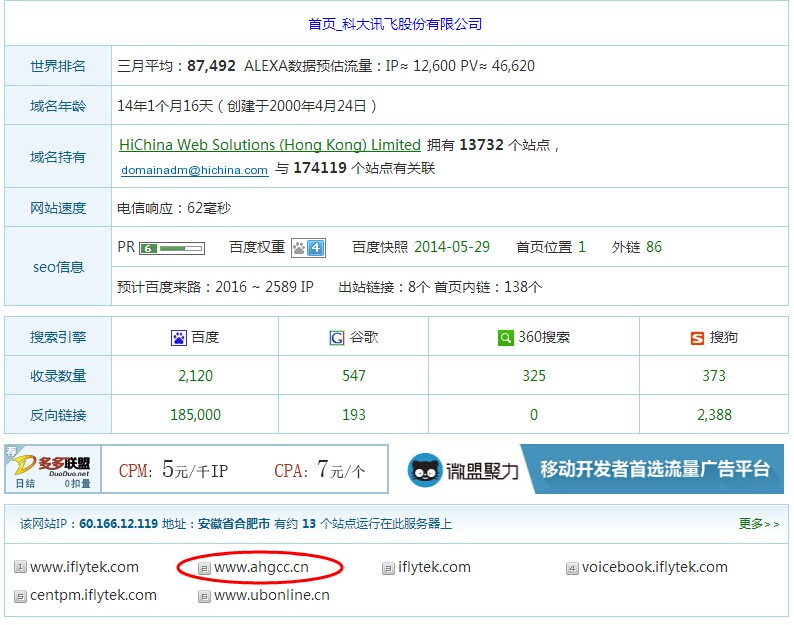 首页_科大讯飞股份有限公司
世界排名 三月平均：87,492 ALEXA数据预估流量：IP≈ 12,600 PV≈ 46,620
域名年龄 14年1个月16天（创建于2000年4月24日）
域名持有 HiChina Web Solutions (Hong Kong) Limited 拥有 13732 个站点，
domainadm@hichina.com 与 174119 个站点有关联
网站速度 电信响应：62毫秒
seo信息 PR 6 百度权重 4 百度快照 2014-05-29 首页位置 1 外链 86
预计百度来路：2016 ~ 2589 IP 出站链接：8个 首页内链：138个
搜索引擎 百度 谷歌 360搜索 搜狗
收录数量 2,120 547 325 373
反向链接 185,000 193 0 2,388
荐 多多联盟 DuoDuo.net 日结 0扣量 CPM: 5元/千IP CPA: 7元/个 微盟聚力 移动开发者首选流量广告平台
该网站IP：60.166.12.119 地址：安徽省合肥市 有约 13 个站点运行在此服务器上 更多>>
1 www.iflytek.com 2 www.ahgcc.cn 3 iflytek.com 4 voicebook.iflytek.com
5 centpm.iflytek.com 6 www.ubonline.cn